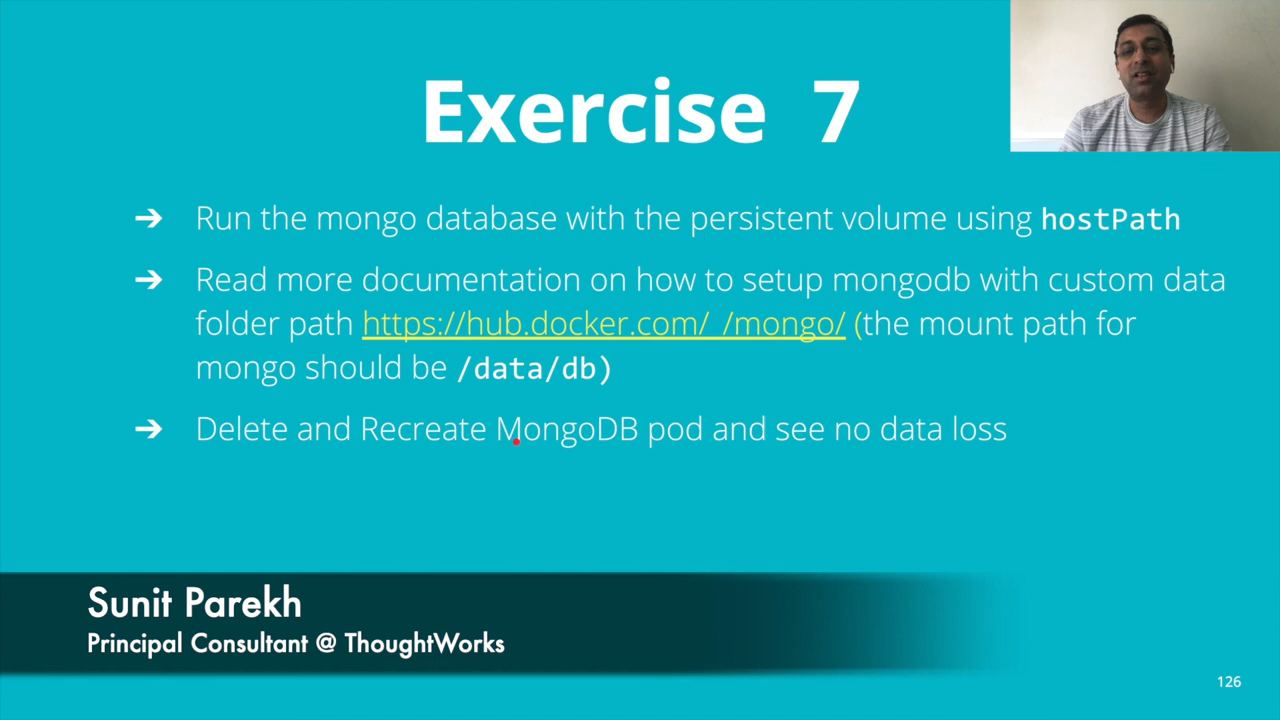 Exercise 7
➔ Run the mongo database with the persistent volume using hostPath
➔ Read more documentation on how to setup mongodb with custom data
folder path https://hub.docker.com/_/mongo/ (the mount path for
mongo should be /data/db)
➔ Delete and Recreate MongoDB pod and see no data loss
Sunit Parekh
Principal Consultant @ ThoughtWorks
126